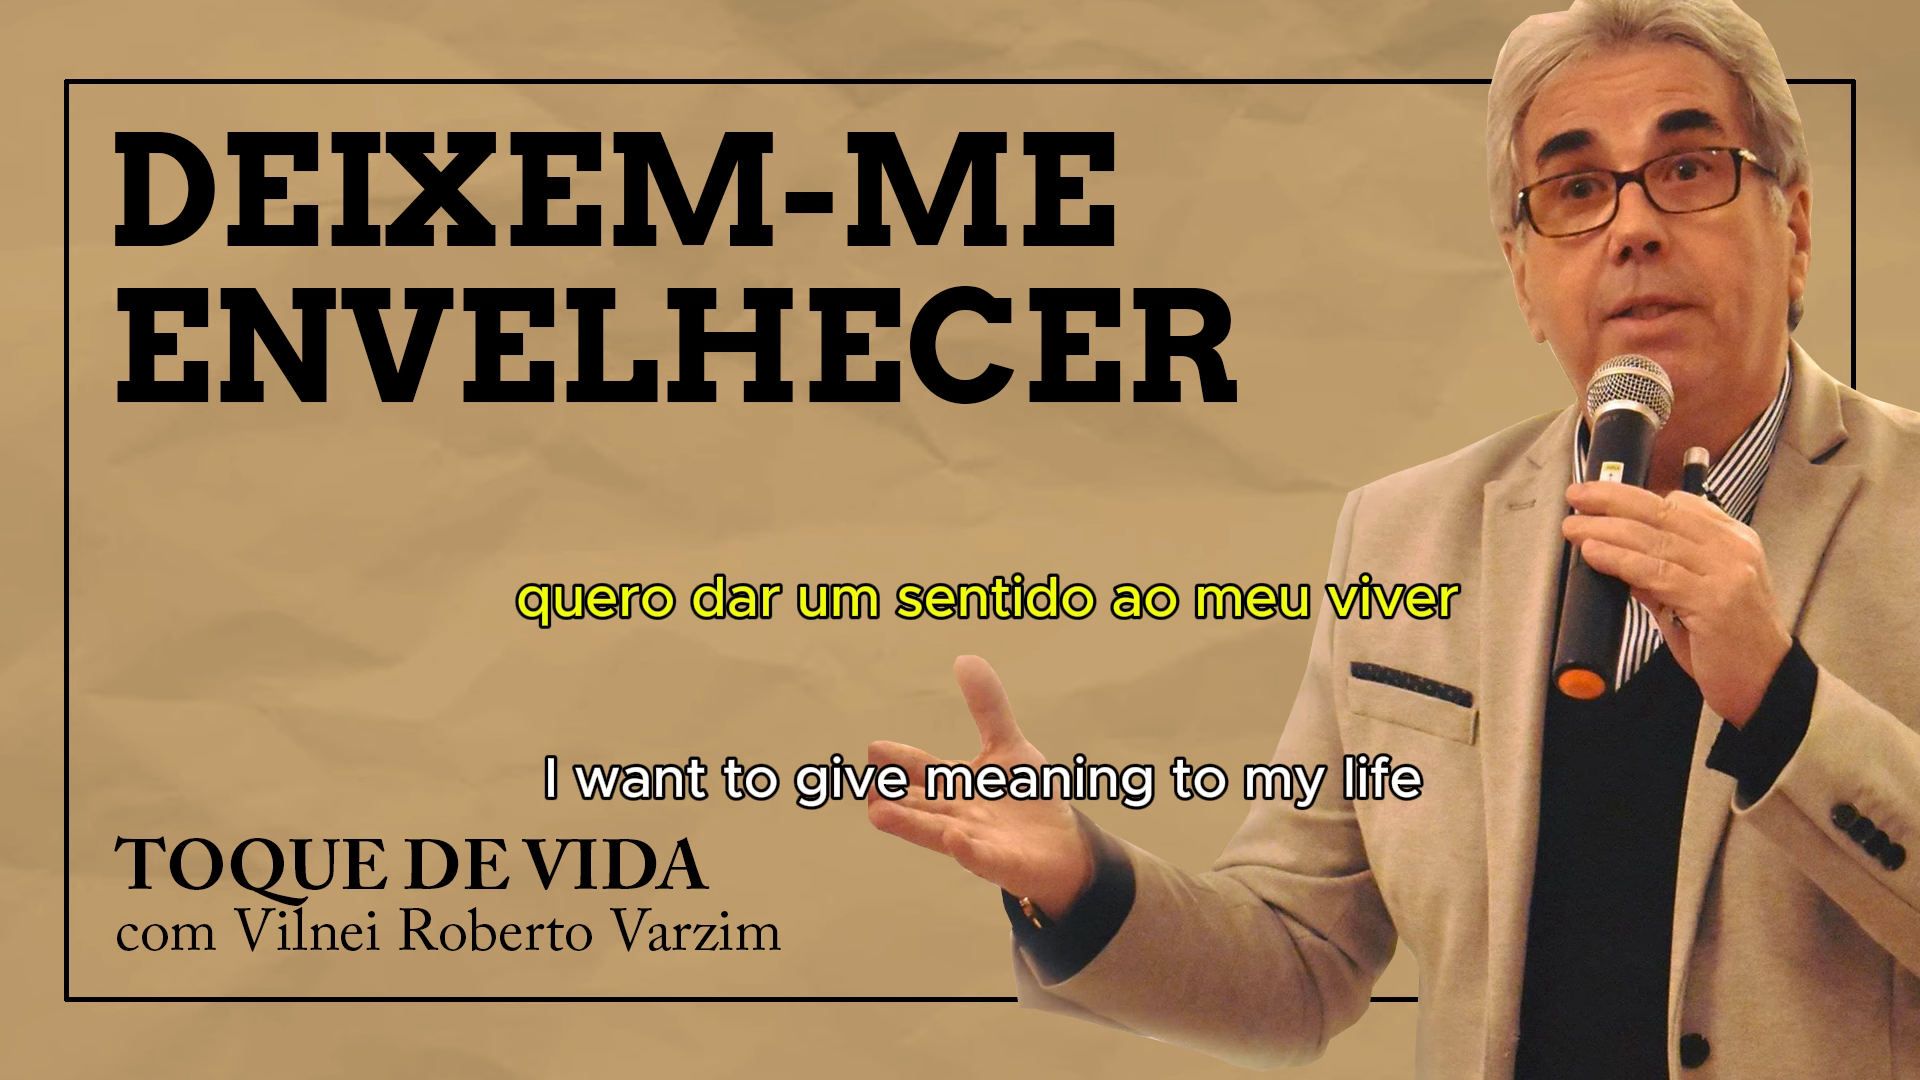 DEIXEM-ME
ENVELHECER
quero dar um sentido ao meu viver
I want to give meaning to my life
TOQUE DE VIDA
com Vilnei Roberto Varzim